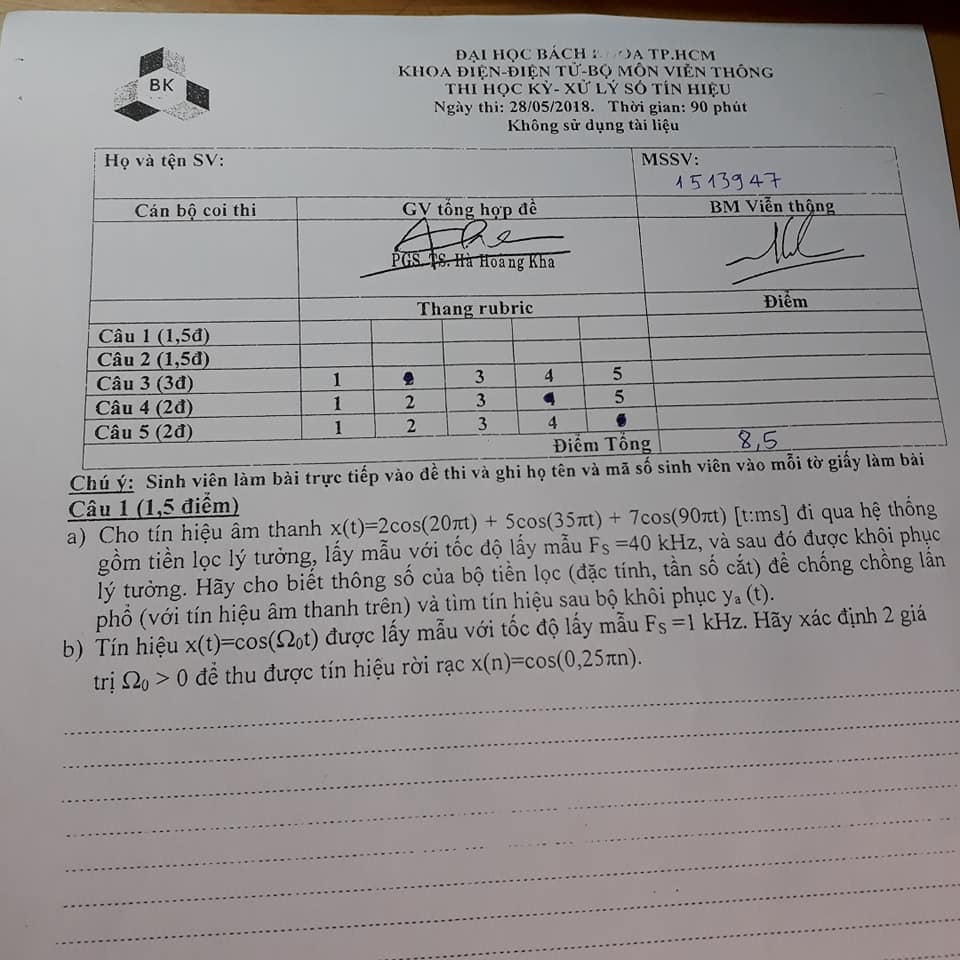 BK
ĐẠI HỌC BÁCH OA TP.HCM
KHOA ĐIỆN-ĐIỆN TỬ-BỘ MÔN VIỄN THÔNG
THI HỌC KỲ- XỬ LÝ SỐ TÍN HIỆU
Ngày thi: 28/05/2018. Thời gian: 90 phút
Không sử dụng tài liệu
Họ và tện SV: MSSV:
1513947
Cán bộ coi thi GV tổng hợp đề BM Viễn thông
PGS. TS. Hà Hoàng Kha
Thang rubric Điểm
Câu 1 (1,5đ)
Câu 2 (1,5đ)
Câu 3 (3đ) 1 2 3 4 5
Câu 4 (2đ) 1 2 3 4 5
Câu 5 (2đ) 1 2 3 4 5
Điểm Tổng 8,5
Chú ý: Sinh viên làm bài trực tiếp vào đề thi và ghi họ tên và mã số sinh viên vào mỗi tờ giấy làm bài
Câu 1 (1,5 điểm)
a) Cho tín hiệu âm thanh x(t)=2cos(20πt) + 5cos(35πt) + 7cos(90πt) [t:ms] đi qua hệ thống
gồm tiền lọc lý tưởng, lấy mẫu với tốc độ lấy mẫu Fs =40 kHz, và sau đó được khôi phục
lý tưởng. Hãy cho biết thông số của bộ tiền lọc (đặc tính, tần số cắt) để chống chồng lấn
phổ (với tín hiệu âm thanh trên) và tìm tín hiệu sau bộ khôi phục ya (t).
b) Tín hiệu x(t)=cos(Ω₀t) được lấy mẫu với tốc độ lấy mẫu Fs =1 kHz. Hãy xác định 2 giá
trị Ω₀ > 0 để thu được tín hiệu rời rạc x(n)=cos(0,25πn).